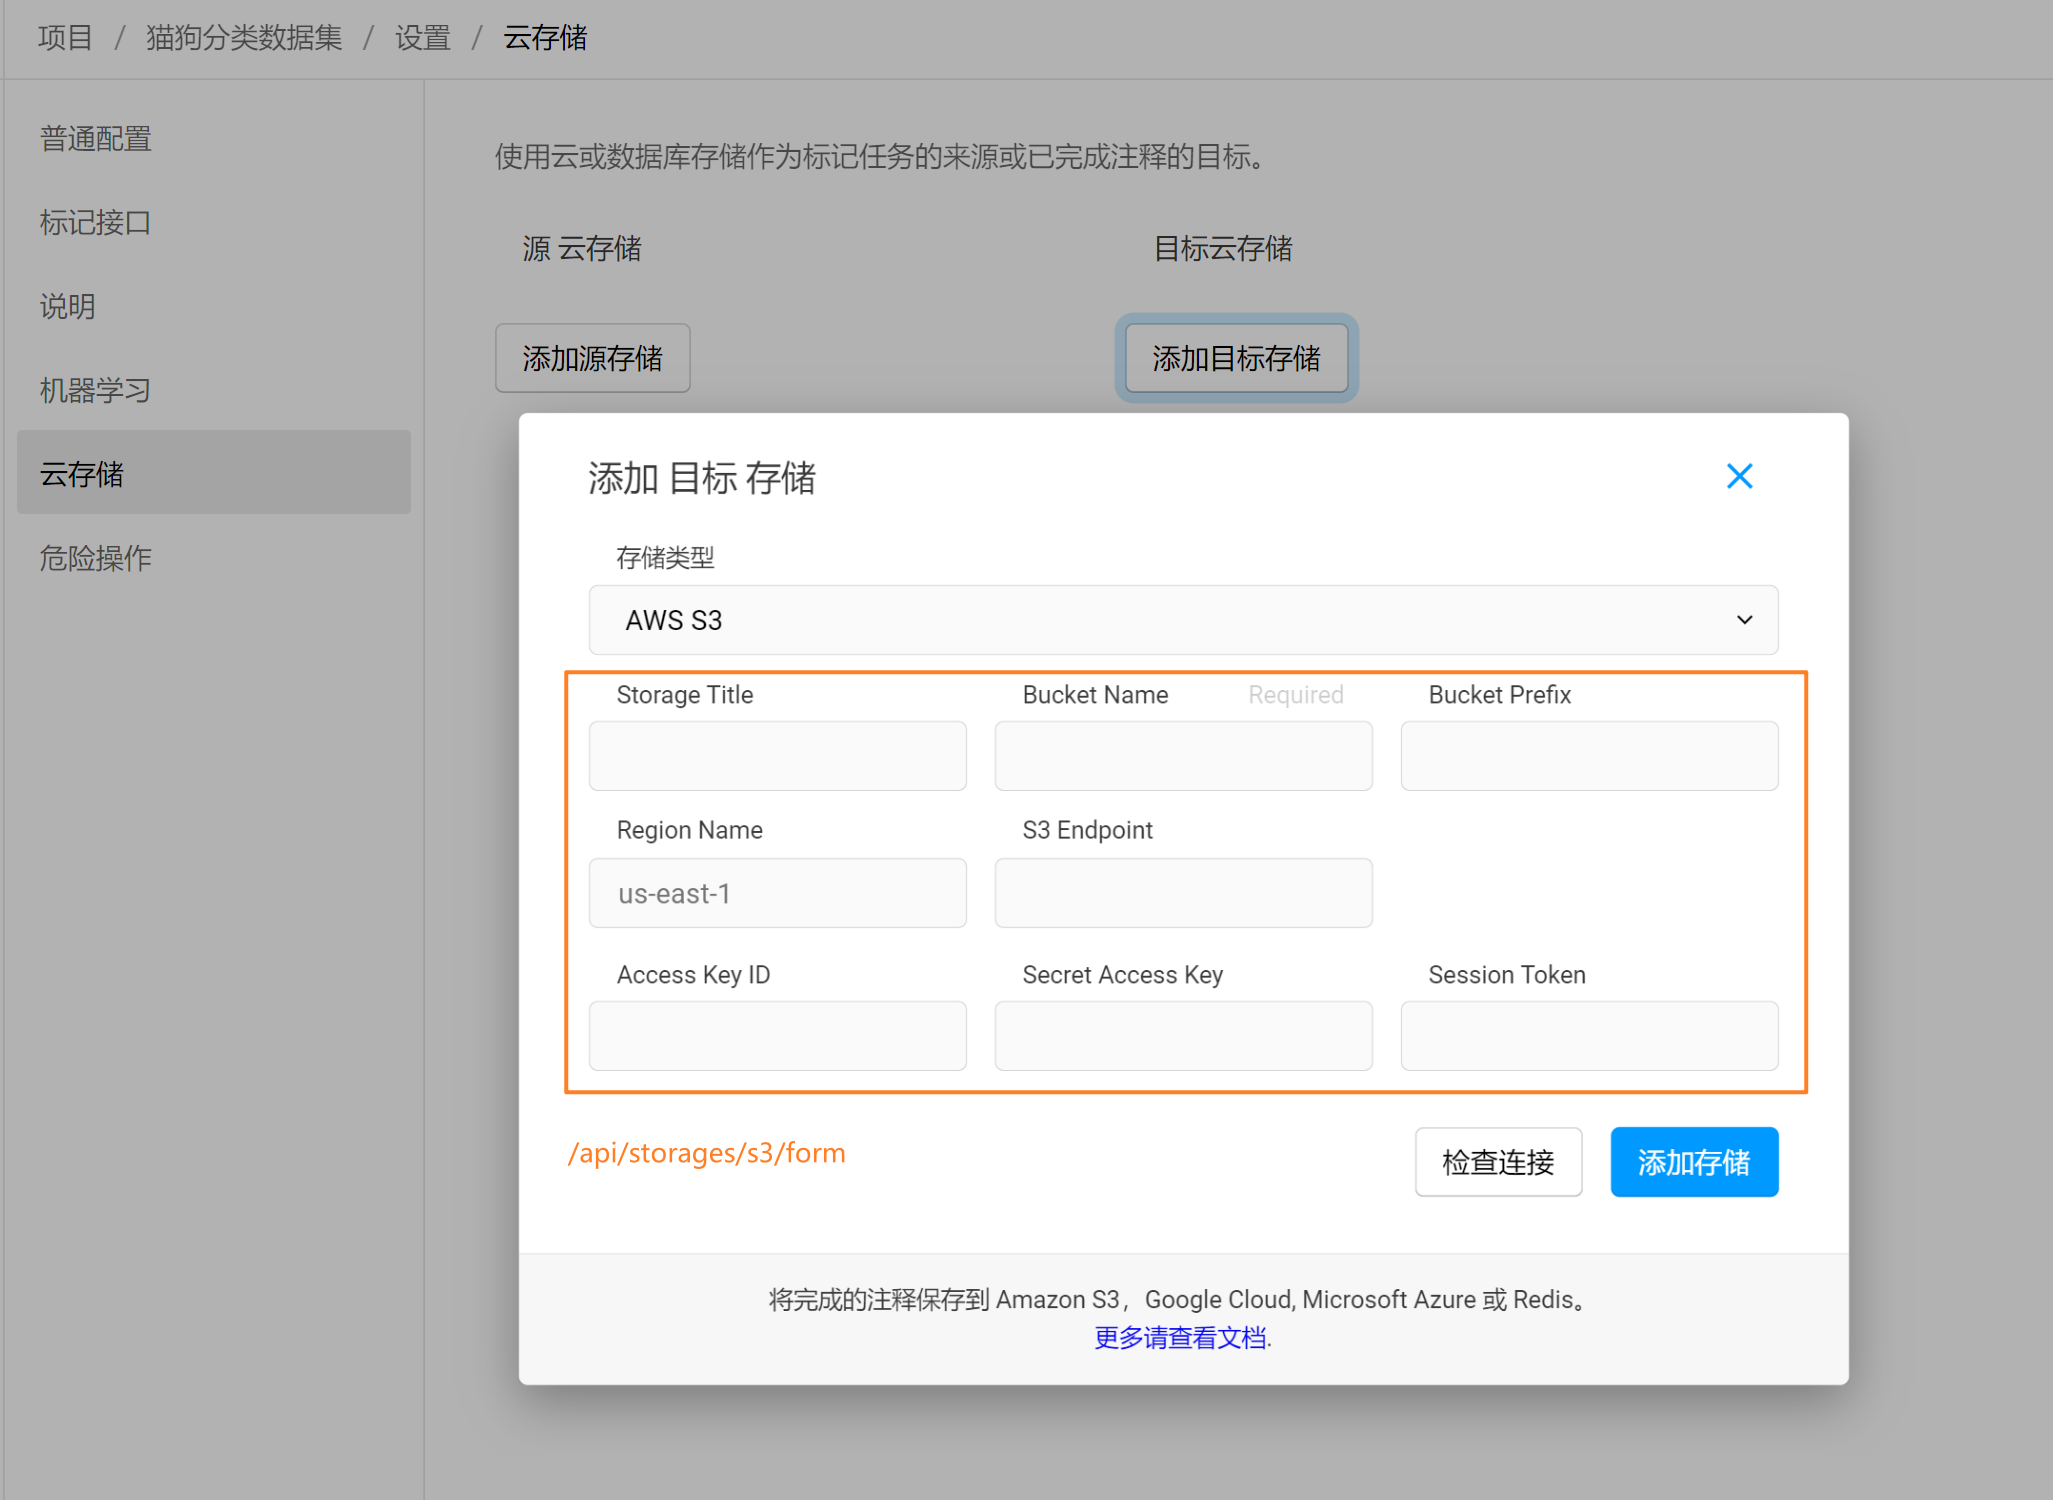 项目 / 猫狗分类数据集 / 设置 / 云存储
普通配置
标记接口
说明
机器学习
云存储
危险操作
使用云或数据库存储作为标记任务的来源或已完成注释的目标。
源 云存储
目标云存储
添加源存储
添加目标存储
添加 目标 存储
存储类型
AWS S3
Storage Title
Bucket Name Required
Bucket Prefix
Region Name
S3 Endpoint
us-east-1
Access Key ID
Secret Access Key
Session Token
/api/storages/s3/form
检查连接
添加存储
将完成的注释保存到 Amazon S3，Google Cloud, Microsoft Azure 或 Redis。
更多请查看文档.